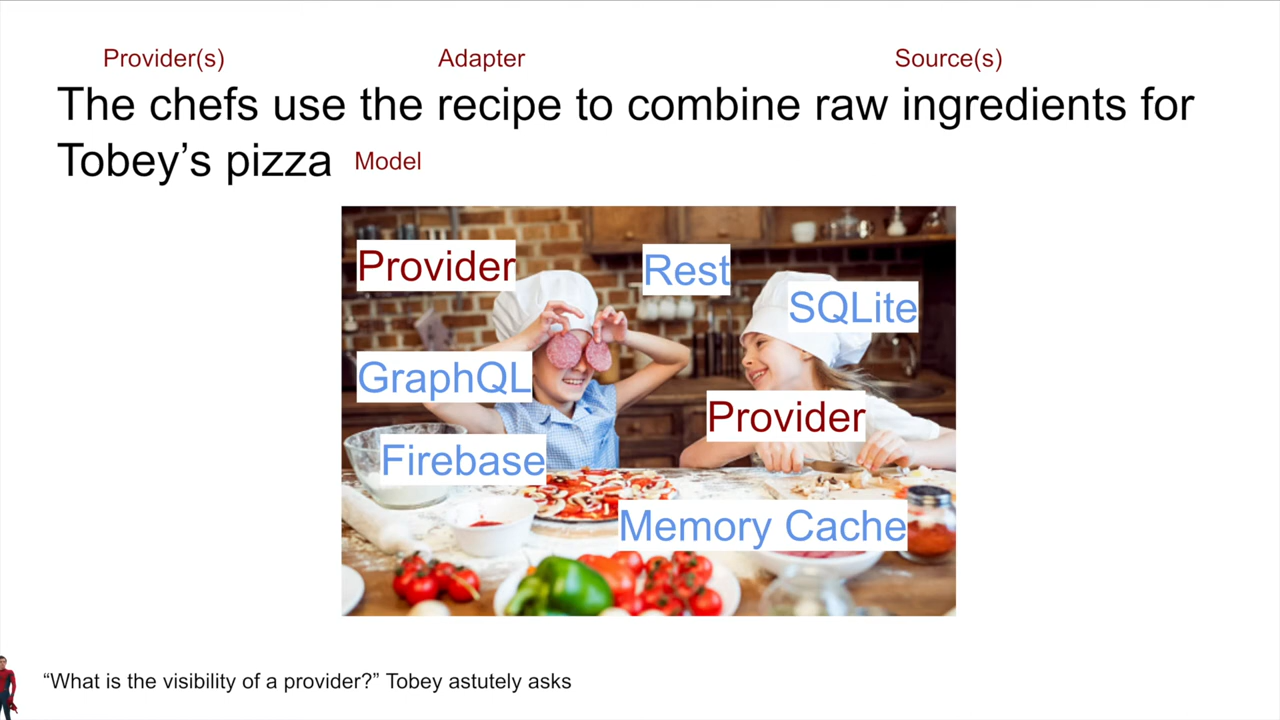 Provider(s) Adapter Source(s)
The chefs use the recipe to combine raw ingredients for
Tobey’s pizza Model
Provider
Rest
SQLite
GraphQL
Provider
Firebase
Memory Cache
“What is the visibility of a provider?” Tobey astutely asks